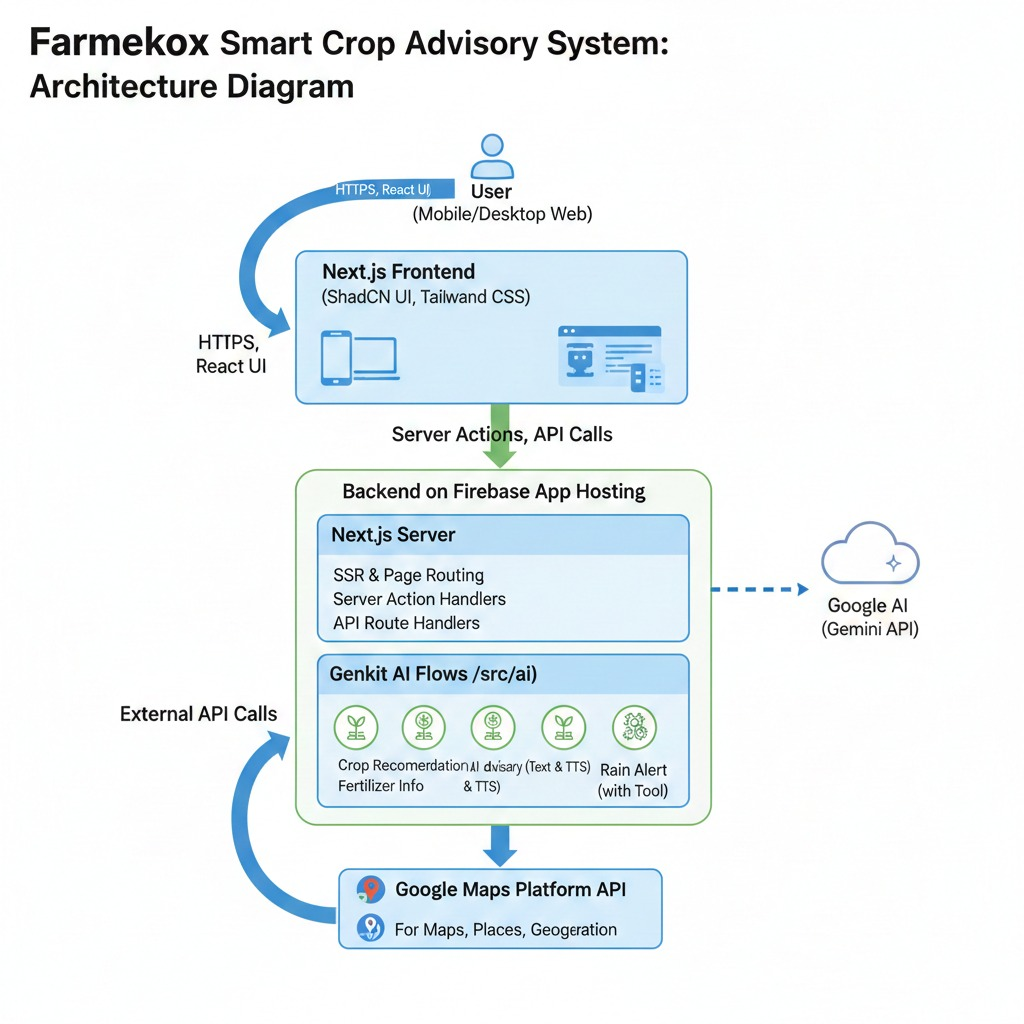 Farmekox Smart Crop Advisory System:
Architecture Diagram
HTTPS, React UI
User
(Mobile/Desktop Web)
Next.js Frontend
(ShadCN UI, Tailwand CSS)
HTTPS,
React UI
Server Actions, API Calls
Backend on Firebase App Hosting
Next.js Server
SSR & Page Routing
Server Action Handlers
API Route Handlers
Google AI
(Gemini API)
Genkit AI Flows /src/ai)
External API Calls
Crop Recomerdation AI dvisary (Text & TTS)
Fertilizer Info
& TTS)
Rain Alert
(with Tool)
Google Maps Platform API
For Maps, Places, Geogeration